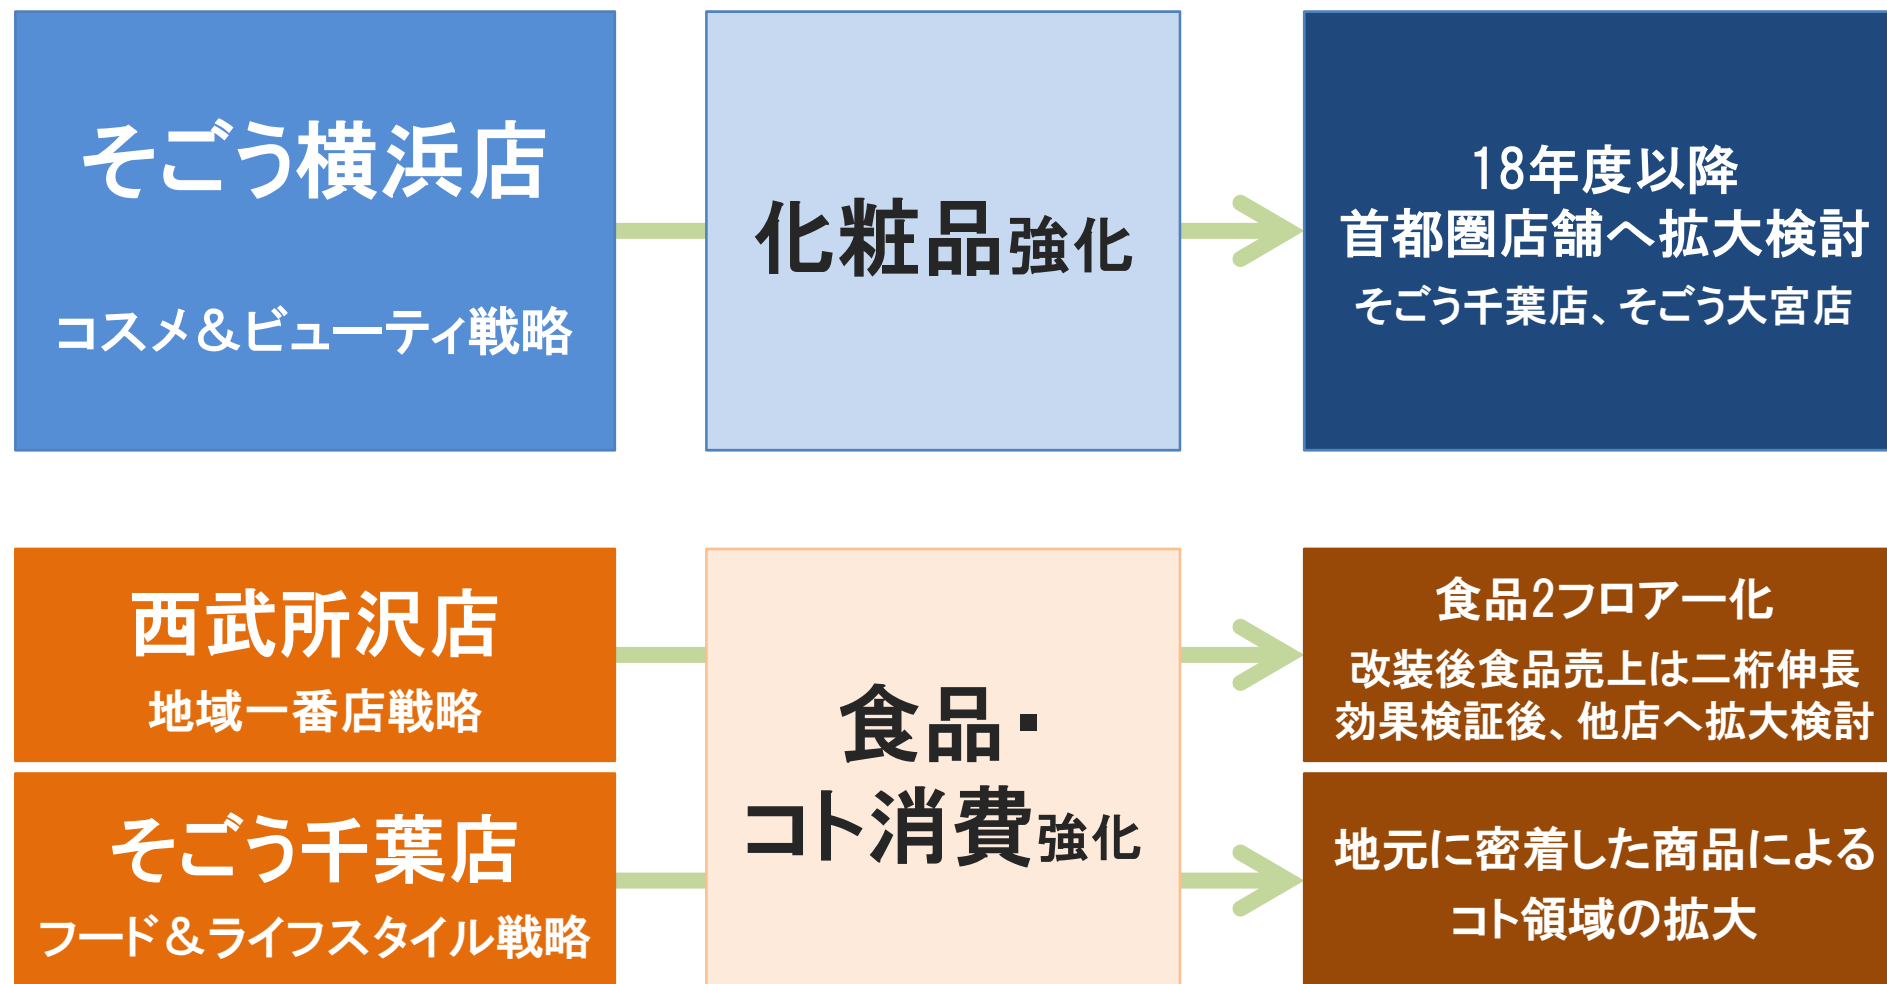 そごう横浜店
コスメ&ビューティ戦略
化粧品強化
18年度以降
首都圏店舗へ拡大検討
そごう千葉店、そごう大宮店
西武所沢店
地域一番店戦略
そごう千葉店
フード&ライフスタイル戦略
食品・
コト消費強化
食品2フロアー化
改装後食品売上は二桁伸長
効果検証後、他店へ拡大検討
地元に密着した商品による
コト領域の拡大